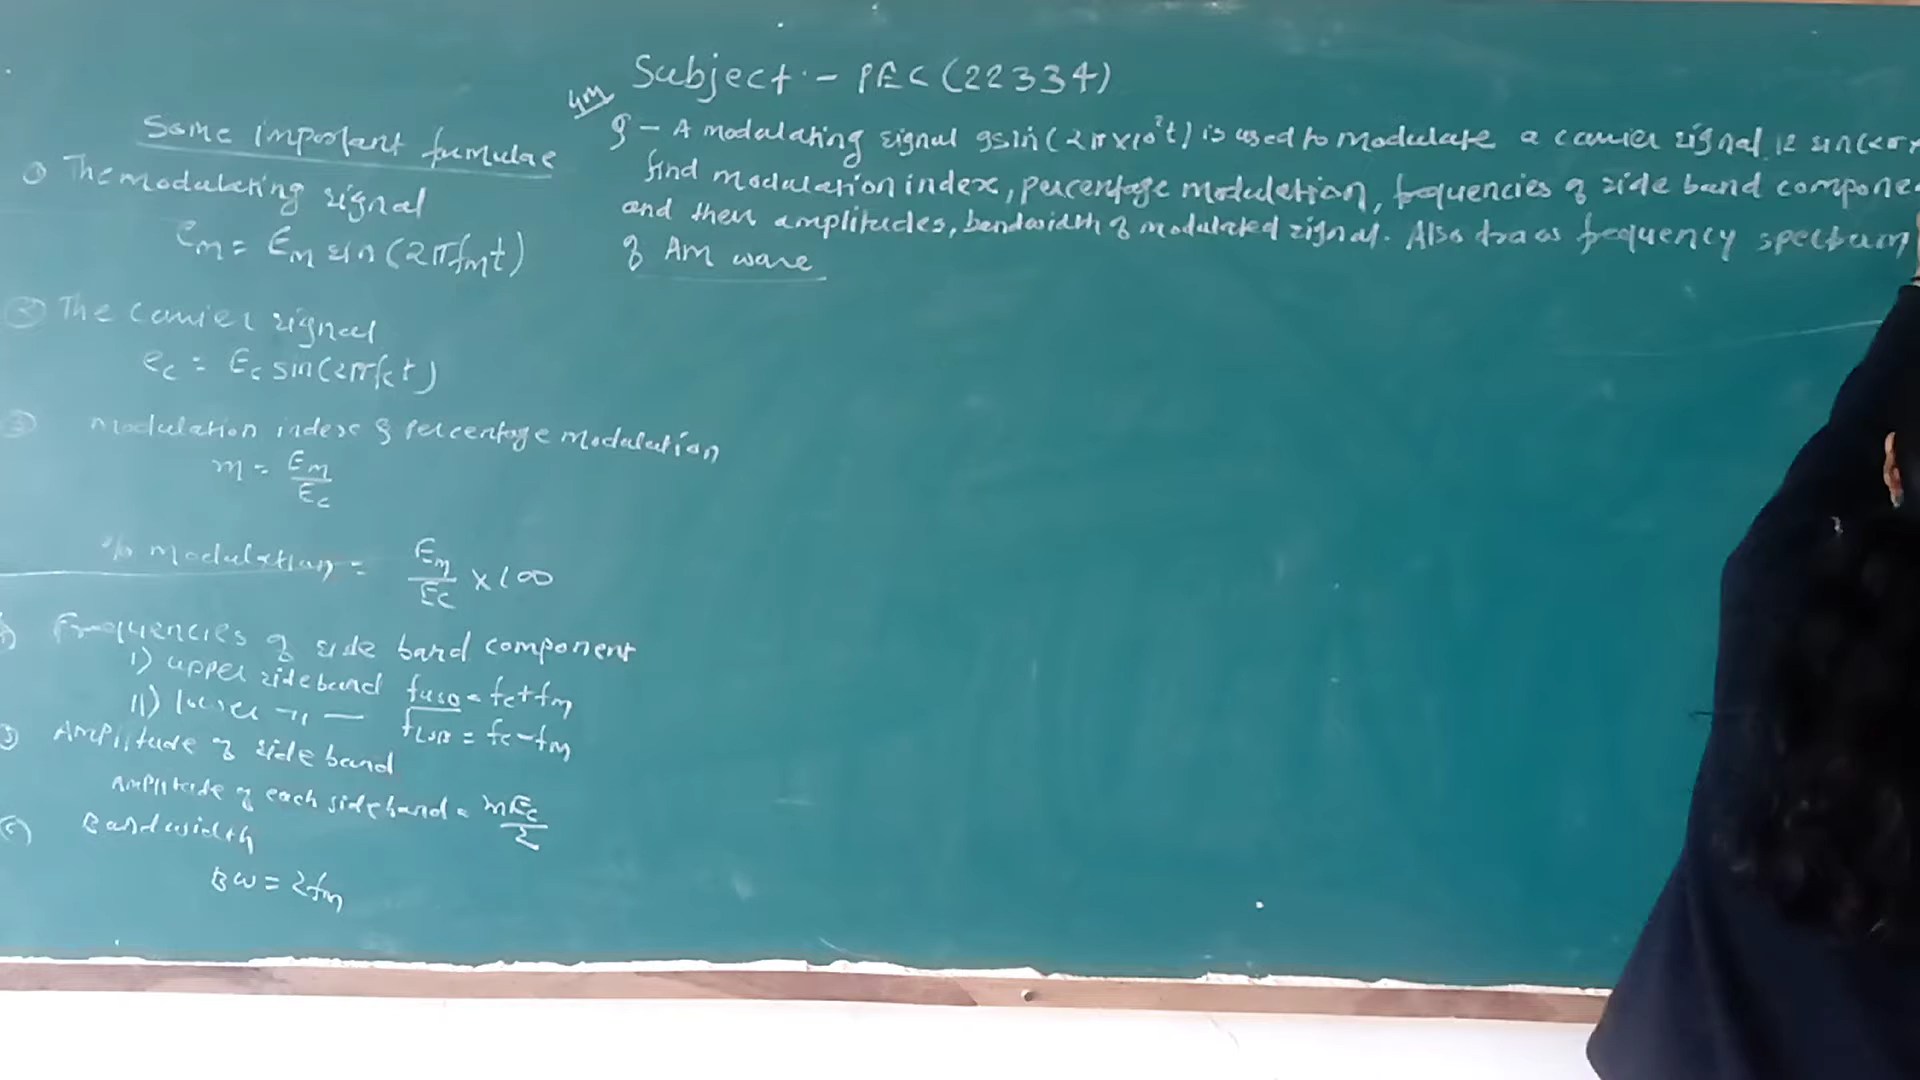 Subject :- PEC (22334)
Some important fumulae
① The modulating signal
em = Em sin (2πfmt)
② The carrier signal
ec = Ec sin(2πfct)
③ modulation index & percentage modulation
m = Em/Ec
% modulation = Em/Ec × 100
Frequencies of side band component
i) upper sideband fUSB = fc+fm
ii) lower -11- fLSB = fc-fm
Amplitude of side band
Amplitude of each sideband = mEc/2
Bandwidth
BW = 2fm
4m
Q - A modulating signal 9sin(2π×10³t) is used to modulate a carrier signal 12 sin(2π×
find modulation index, percentage modulation, frequencies of side band compone
and their amplitudes, bandwidth of modulated signal. Also draw frequency spectrum
of AM wave